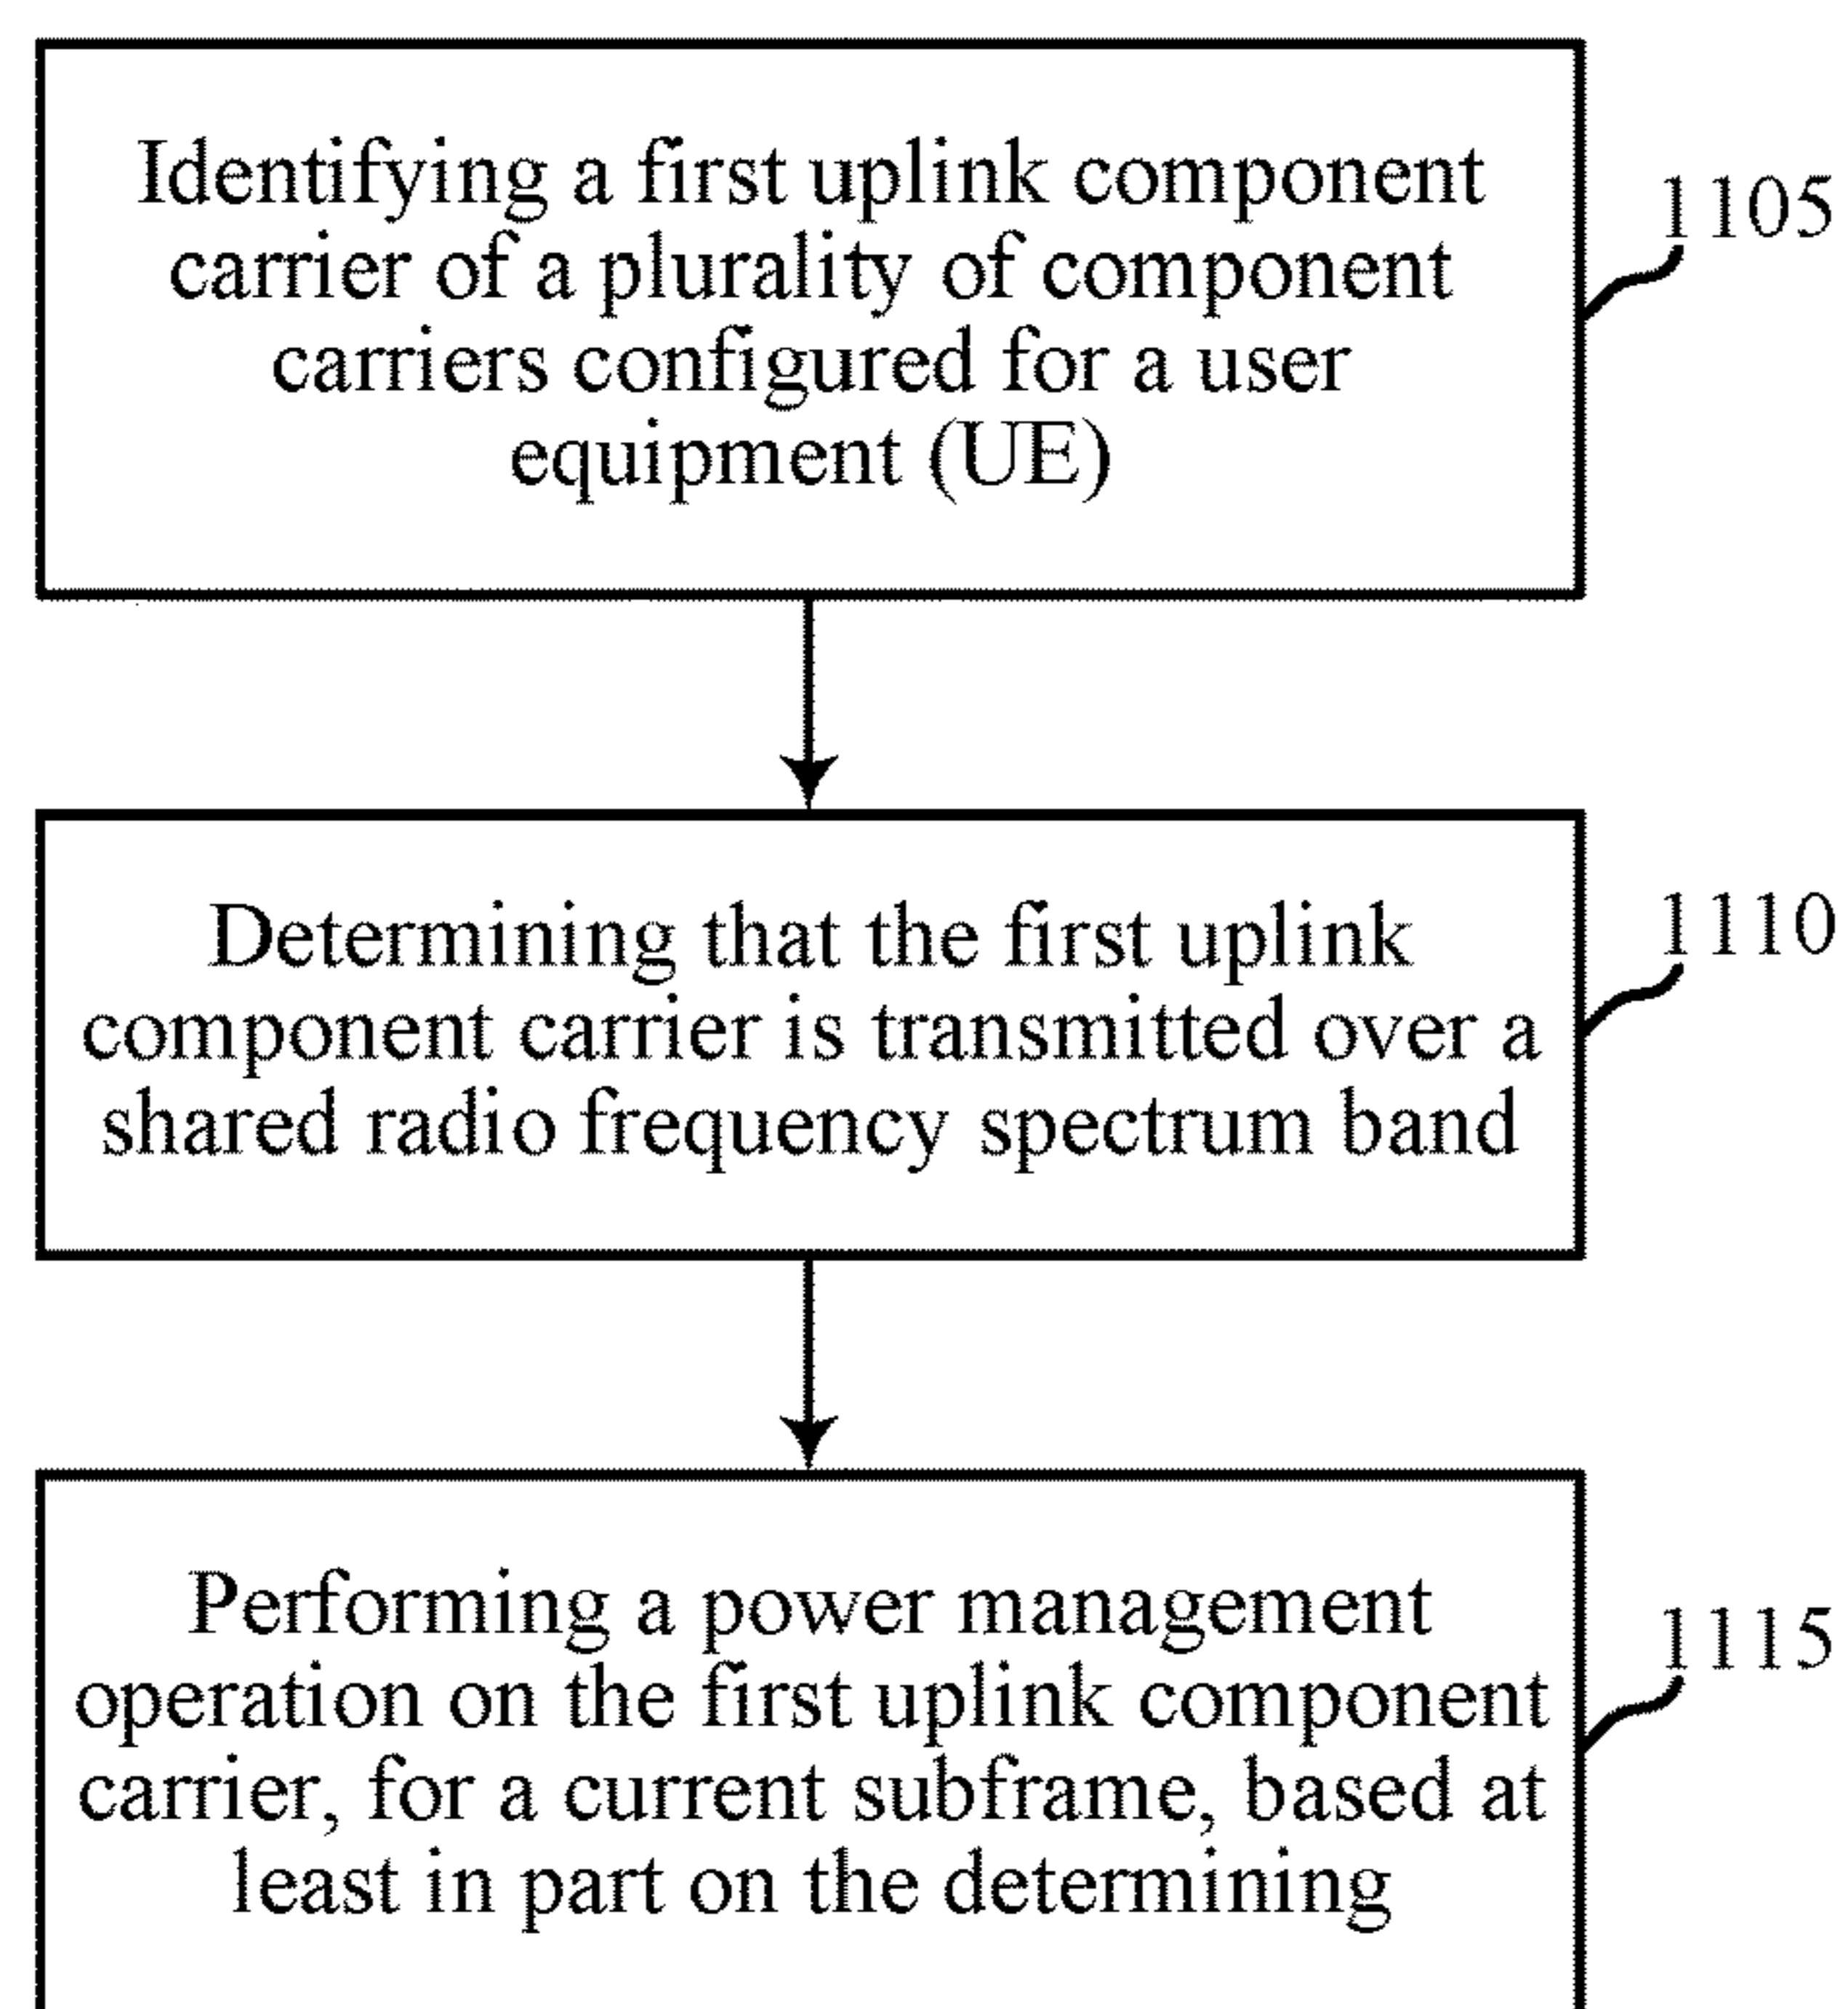 Identifying a first uplink component
carrier of a plurality of component
carriers configured for a user
equipment (UE)
1105
Determining that the first uplink
component carrier is transmitted over a
shared radio frequency spectrum band
1110
Performing a power management
operation on the first uplink component
carrier, for a current subframe, based at
least in part on the determining
1115